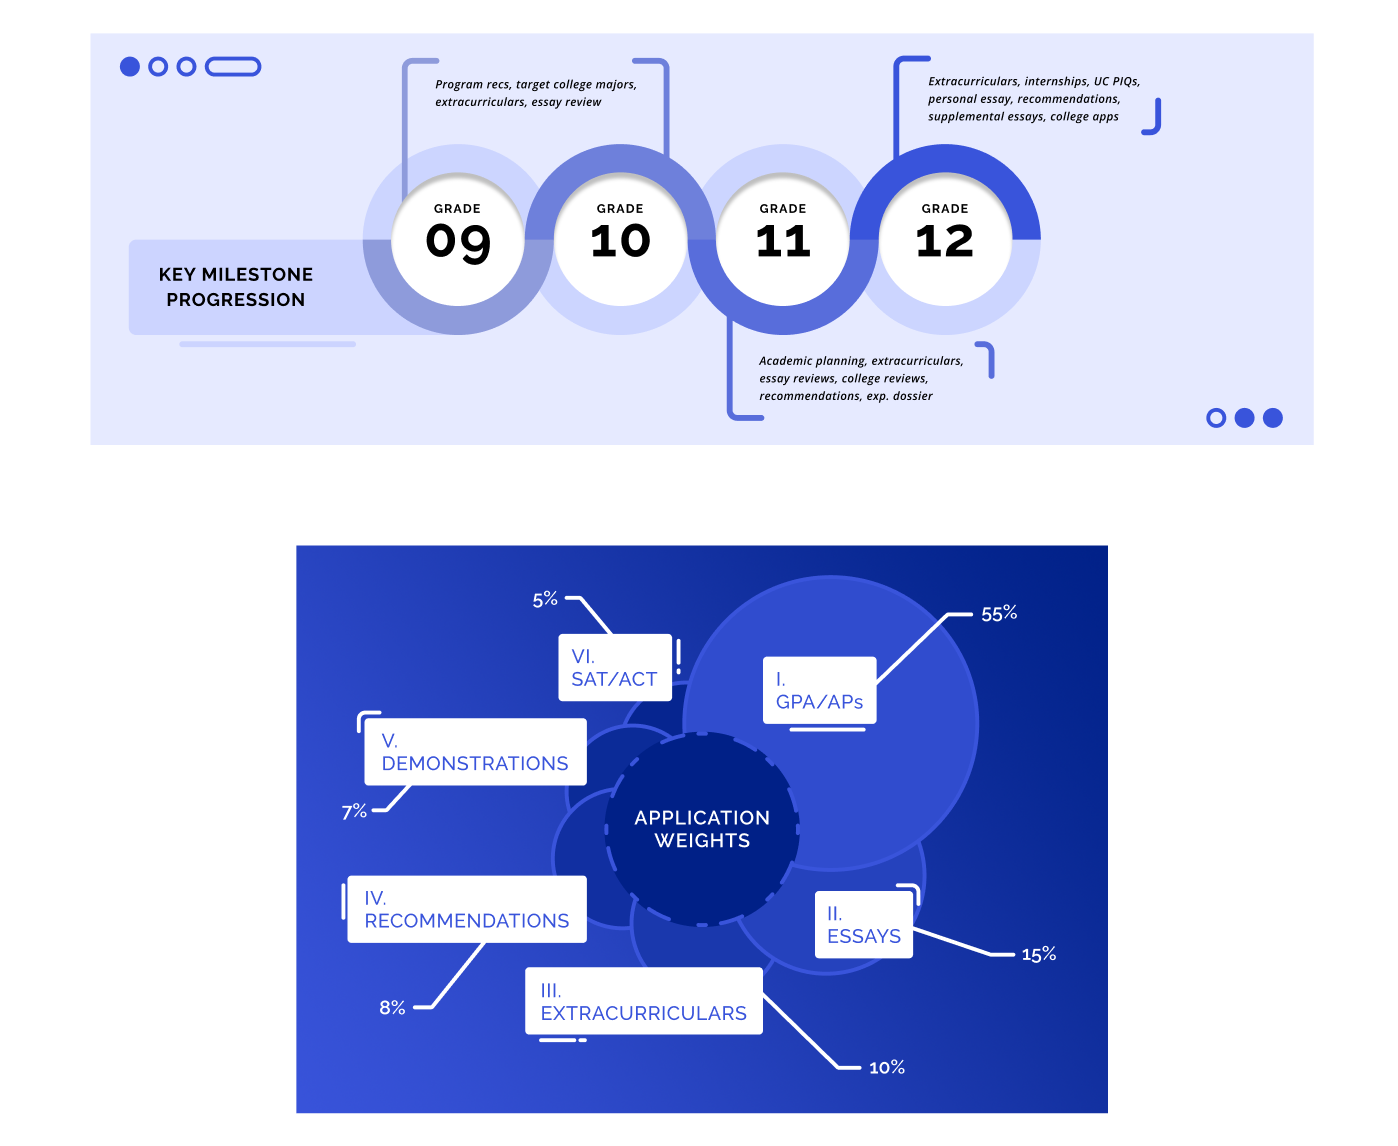 Program recs, target college majors,
extracurriculars, essay review
Extracurriculars, internships, UC PIQs,
personal essay, recommendations,
supplemental essays, college apps
GRADE
09
GRADE
10
GRADE
11
GRADE
12
KEY MILESTONE
PROGRESSION
Academic planning, extracurriculars,
essay reviews, college reviews,
recommendations, exp. dossier
5%
55%
VI.
SAT/ACT
I.
GPA/APs
V.
DEMONSTRATIONS
7%
APPLICATION
WEIGHTS
IV.
RECOMMENDATIONS
II.
ESSAYS
15%
8%
III.
EXTRACURRICULARS
10%